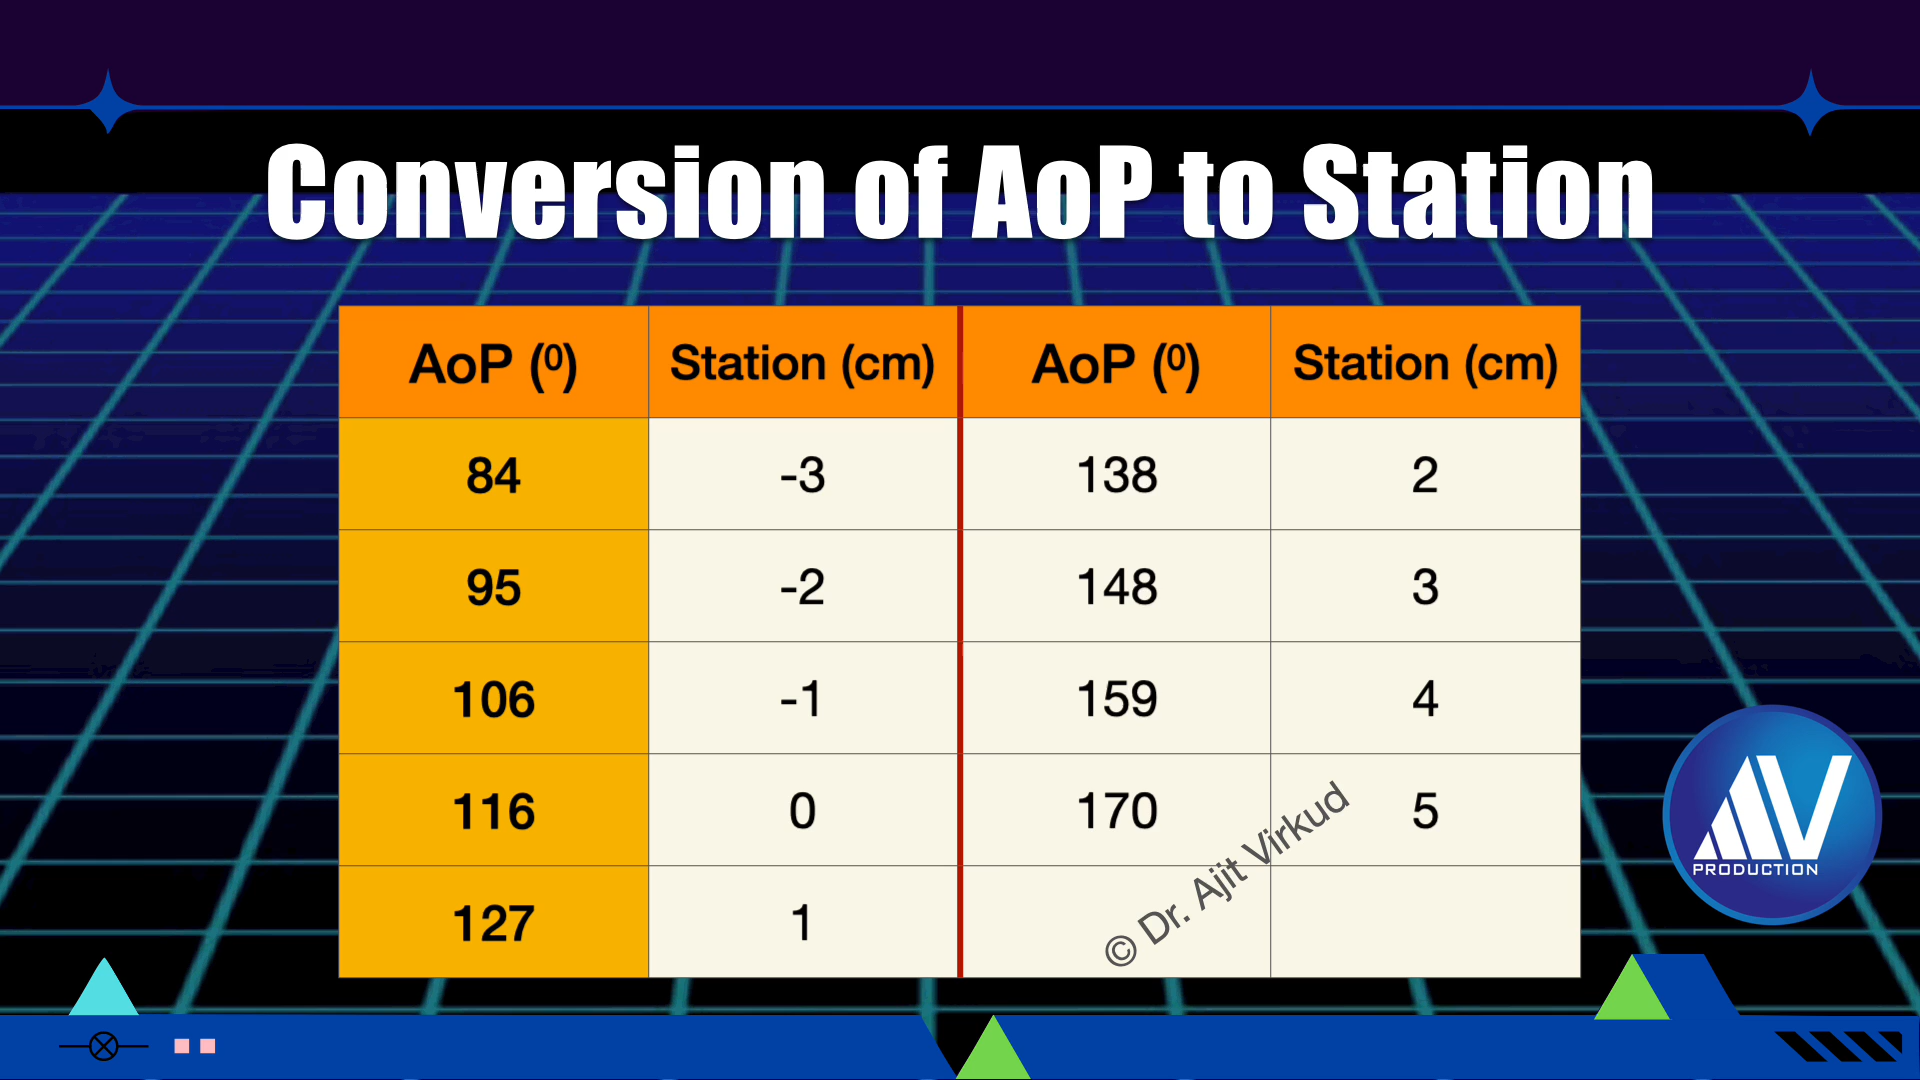 Conversion of AoP to Station
AoP (⁰) Station (cm) AoP (⁰) Station (cm)
84 -3 138 2
95 -2 148 3
106 -1 159 4
116 0 170 5
127 1
© Dr. Ajit Virkud
AV
PRODUCTION